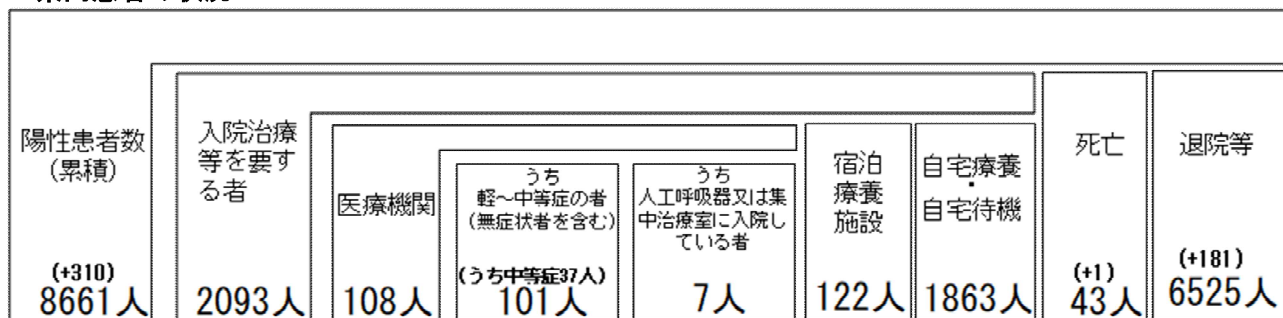 陽性患者数
(累積)
(+310)
8661人
入院治療
等を要す
る者
2093人
医療機関
108人
うち
軽~中等症の者
(無症状者を含む)
(うち中等症37人)
101人
うち
人工呼吸器又は集
中治療室に入院し
ている者
7人
宿泊
療養
施設
122人
自宅療養
・
自宅待機
1863人
死亡
(+1)
43人
退院等
(+181)
6525人